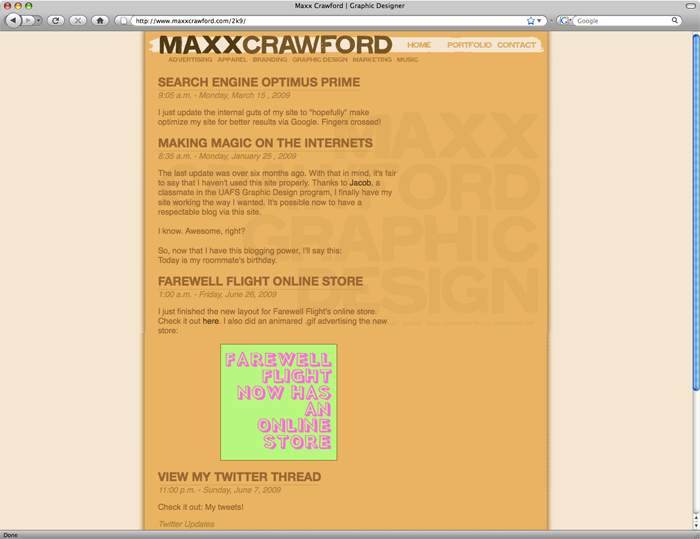 Maxx Crawford | Graphic Designer
http://www.maxxcrawford.com/2k9/
Google
MAXXCRAWFORD
HOME PORTFOLIO CONTACT
ADVERTISING APPAREL BRANDING GRAPHIC DESIGN MARKETING MUSIC
SEARCH ENGINE OPTIMUS PRIME
9:05 a.m. - Monday, March 15 , 2009
I just update the internal guts of my site to "hopefully" make
optimize my site for better results via Google. Fingers crossed!
MAKING MAGIC ON THE INTERNETS
8:35 a.m. - Monday, January 25 , 2009
The last update was over six months ago. With that in mind, it's fair
to say that I haven't used this site properly. Thanks to Jacob, a
classmate in the UAFS Graphic Design program, I finally have my
site working the way I wanted. It's possible now to have a
respectable blog via this site.
I know. Awesome, right?
So, now that I have this blogging power, I'll say this:
Today is my roommate's birthday.
MAXX
CRAWFORD
GRAPHIC
DESIGN
FAREWELL FLIGHT ONLINE STORE
1:00 a.m. - Friday, June 26, 2009
I just finished the new layout for Farewell Flight's online store.
Check it out here. I also did an animared .gif advertising the new
store:
FAREWELL
FLIGHT
NOW HAS
AN
ONLINE
STORE
VIEW MY TWITTER THREAD
11:00 p.m. - Sunday, June 7, 2009
Check it out: My tweets!
Twitter Updates
Done